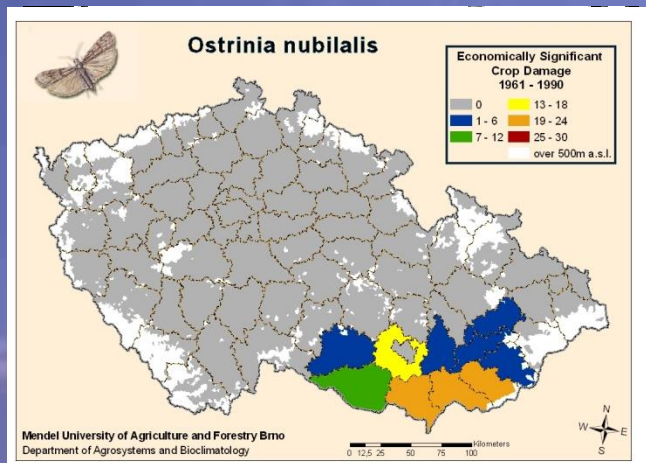 Ostrinia nubilalis
Economically Significant
Crop Damage
1961 - 1990
0
1 - 6
7 - 12
13 - 18
19 - 24
25 - 30
over 500m a.s.l.
Mendel University of Agriculture and Forestry Brno
Department of Agrosystems and Bioclimatology
Kilometers
0 12,5 25 50 75 100
N
W E
S